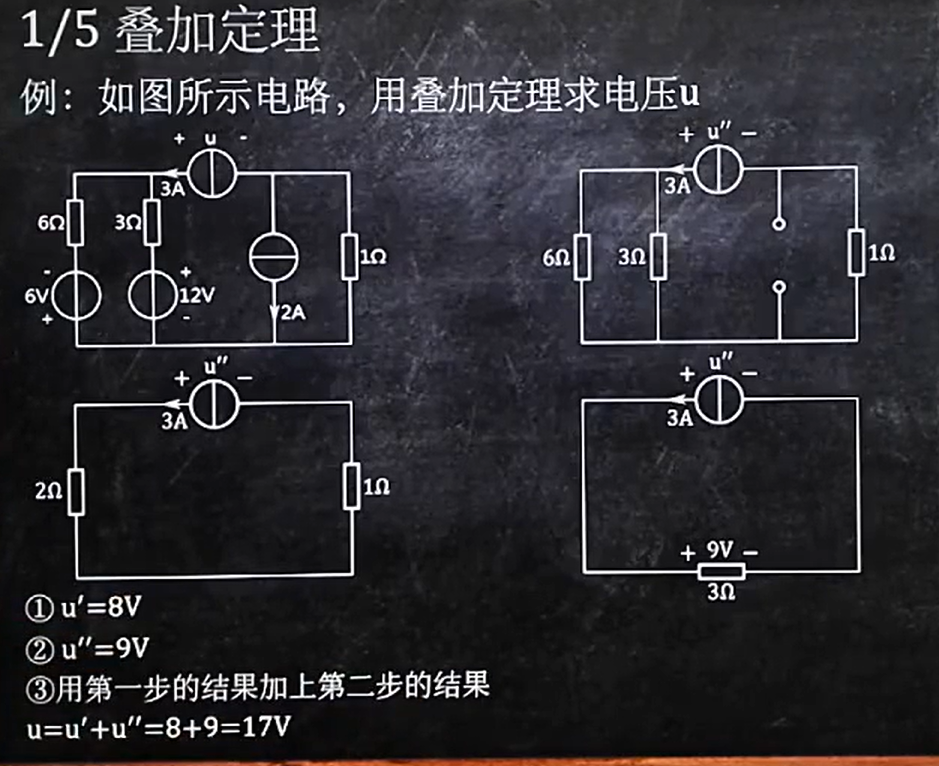 1/5 叠加定理
例：如图所示电路，用叠加定理求电压u
+ u -
3A
6Ω
3Ω
1Ω
-
6V
+
+
12V
-
2A
+ u″ −
3A
6Ω
3Ω
1Ω
+ u″ −
3A
2Ω
1Ω
+ u″ −
3A
+ 9V −
3Ω
① u′=8V
② u″=9V
③用第一步的结果加上第二步的结果
u=u′+u″=8+9=17V